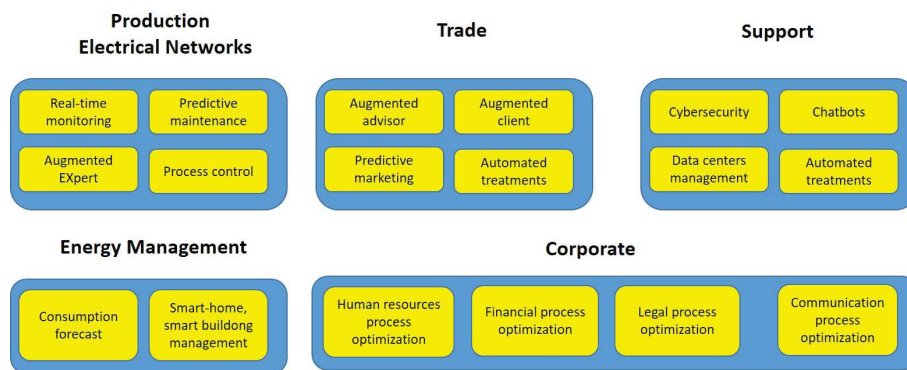 Production
Electrical Networks
Real-time
monitoring
Predictive
maintenance
Augmented
EXpert
Process control
Trade
Augmented
advisor
Augmented
client
Predictive
marketing
Automated
treatments
Support
Cybersecurity
Chatbots
Data centers
management
Automated
treatments
Energy Management
Consumption
forecast
Smart-home,
smart buildong
management
Corporate
Human resources
process
optimization
Financial process
optimization
Legal process
optimization
Communication
process
optimization